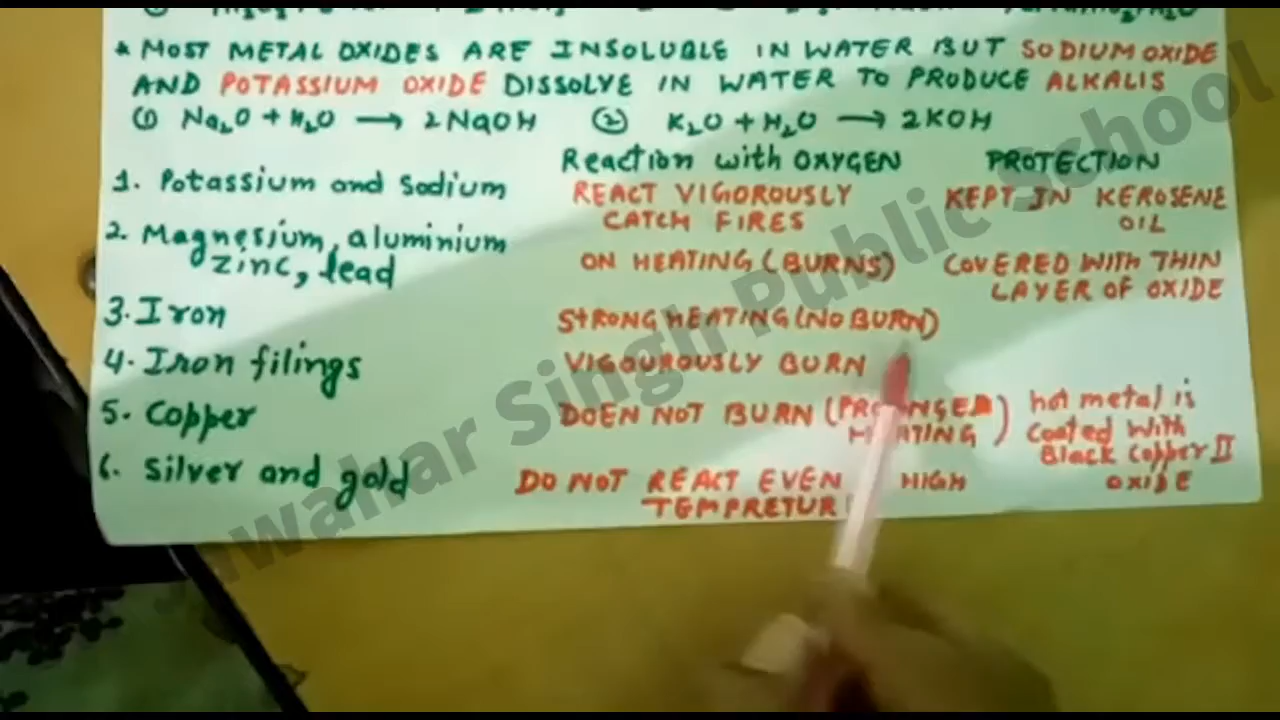 * MOST METAL OXIDES ARE INSOLUBLE IN WATER BUT SODIUM OXIDE
AND POTASSIUM OXIDE DISSOLVE IN WATER TO PRODUCE ALKALIS
(1) Na2O + H2O → 2NaOH (2) K2O + H2O → 2KOH
Reaction with OXYGEN PROTECTION
1. Potassium and Sodium REACT VIGOROUSLY KEPT IN KEROSENE
CATCH FIRES OIL
2. Magnesium, aluminium ON HEATING (BURNS) COVERED WITH THIN
zinc, lead LAYER OF OXIDE
3. Iron STRONG HEATING (NO BURN)
4. Iron filings VIGOUROUSLY BURN
5. Copper DOEN NOT BURN ( HEATING ) hot metal is
coated with
Black Copper II
OXIDE
6. Silver and gold DO NOT REACT EVEN HIGH
TEMPRETUR
Jawahar Singh Public School